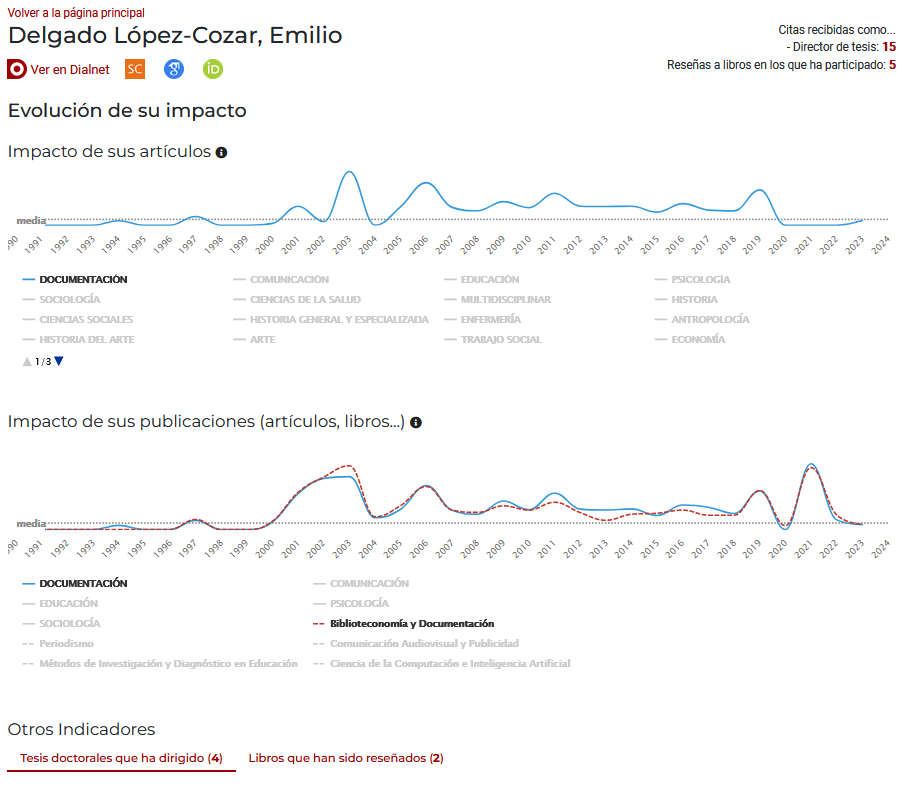 Volver a la página principal
Delgado López-Cozar, Emilio
Ver en Dialnet SC iD
Citas recibidas como...
- Director de tesis: 15
Reseñas a libros en los que ha participado: 5
Evolución de su impacto
Impacto de sus artículos
media
90 1991 1992 1993 1994 1995 1996 1997 1998 1999 2000 2001 2002 2003 2004 2005 2006 2007 2008 2009 2010 2011 2012 2013 2014 2015 2016 2017 2018 2019 2020 2021 2022 2023 2024
DOCUMENTACIÓN COMUNICACIÓN EDUCACIÓN PSICOLOGÍA
SOCIOLOGÍA CIENCIAS DE LA SALUD MULTIDISCIPLINAR HISTORIA
CIENCIAS SOCIALES HISTORIA GENERAL Y ESPECIALIZADA ENFERMERÍA ANTROPOLOGÍA
HISTORIA DEL ARTE ARTE TRABAJO SOCIAL ECONOMÍA
1/3
Impacto de sus publicaciones (artículos, libros...)
media
90 1991 1992 1993 1994 1995 1996 1997 1998 1999 2000 2001 2002 2003 2004 2005 2006 2007 2008 2009 2010 2011 2012 2013 2014 2015 2016 2017 2018 2019 2020 2021 2022 2023 2024
DOCUMENTACIÓN COMUNICACIÓN
EDUCACIÓN PSICOLOGÍA
SOCIOLOGÍA Biblioteconomía y Documentación
Periodismo Comunicación Audiovisual y Publicidad
Métodos de Investigación y Diagnóstico en Educación Ciencia de la Computación e Inteligencia Artificial
Otros Indicadores
Tesis doctorales que ha dirigido (4) Libros que han sido reseñados (2)